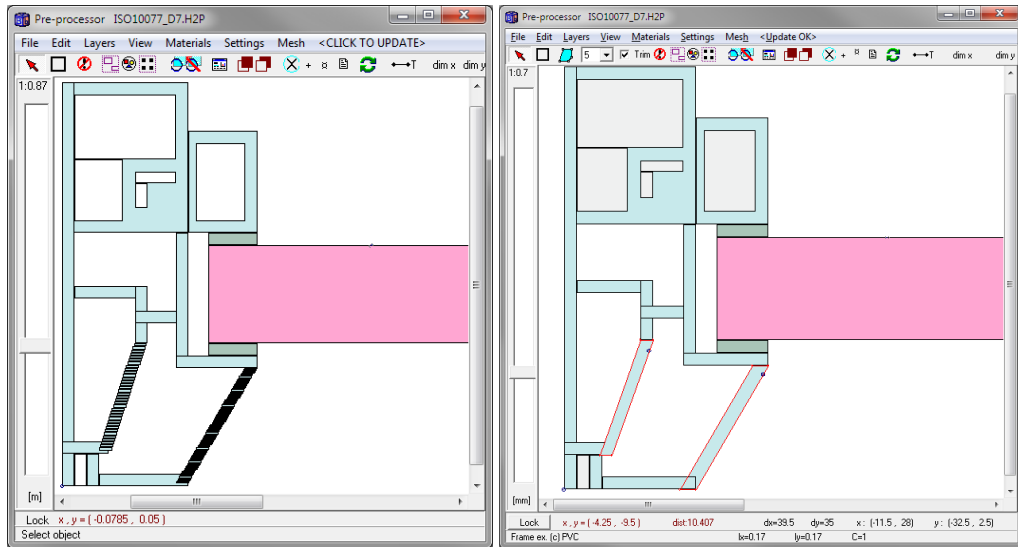 Pre-processor ISO10077_D7.H2P
File Edit Layers View Materials Settings Mesh <CLICK TO UPDATE>
T dim x dim y
1:0.87
[m]
Lock x , y = ( -0.0785 , 0.05 )
Select object
Pre-processor ISO10077_D7.H2P
File Edit Layers View Materials Settings Mesh <Update OK>
5 Trim T dim x dim y
1:0.7
[mm]
Lock x , y = ( -4.25 , -9.5 ) dist:10.407 dx=39.5 dy=35 x : (-11.5 , 28) y : (-32.5 , 2.5)
Frame ex. (c) PVC lx=0.17 ly=0.17 C=1